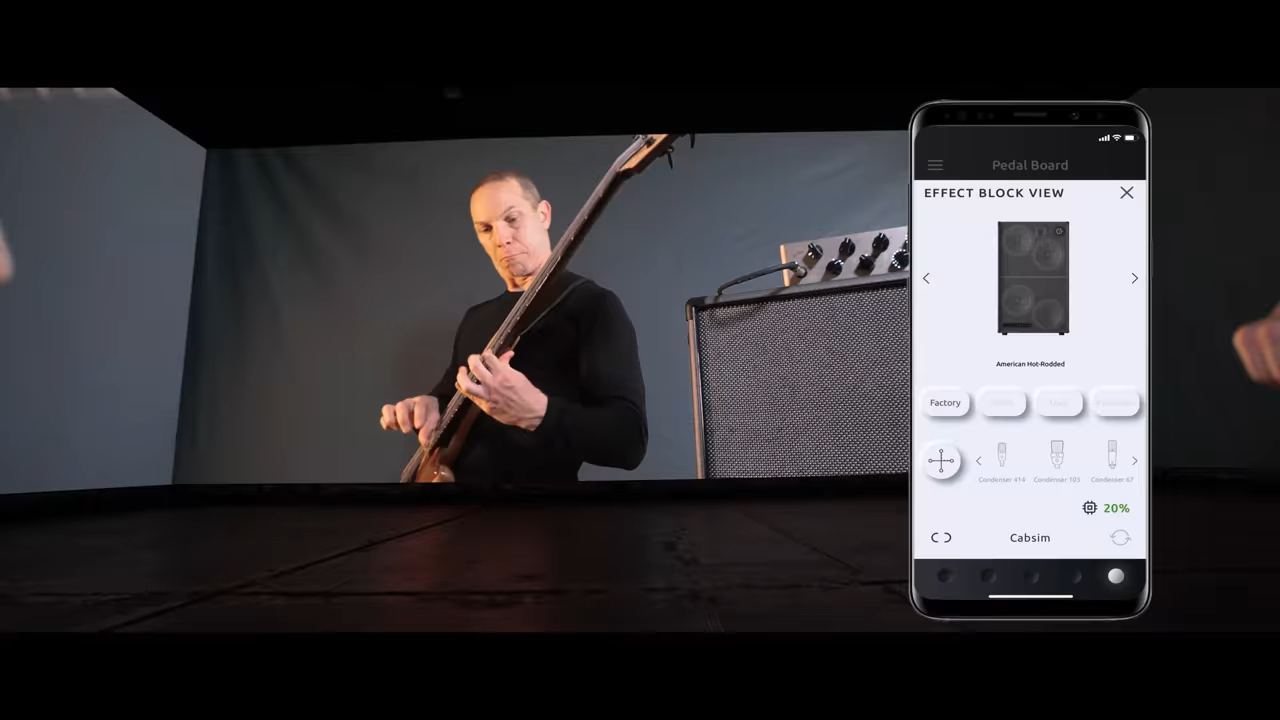 Pedal Board
EFFECT BLOCK VIEW
American Hot-Rodded
Factory
Condenser 414 Condenser 103 Condenser 67
20%
Cabsim